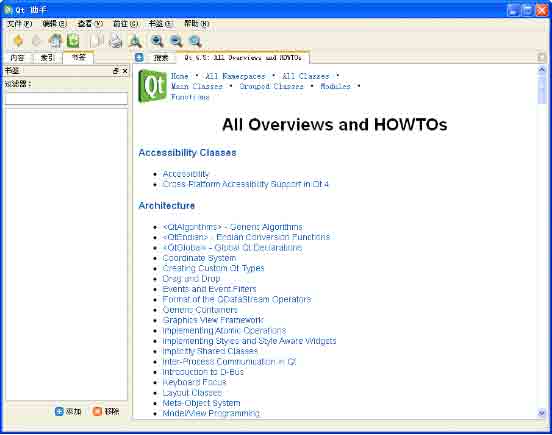 Qt 助手
文件(F) 编辑(E) 查看(V) 前往(G) 书签(B) 帮助(H)
内容 索引 书签
搜索 Qt 4.5: All Overviews and HOWTOs
书签
过滤器:
Qt
Home · All Namespaces · All Classes ·
Main Classes · Grouped Classes · Modules ·
Functions
All Overviews and HOWTOs
Accessibility Classes
• Accessibility
• Cross-Platform Accessibility Support in Qt 4
Architecture
• <QtAlgorithms> - Generic Algorithms
• <QtEndian> - Endian Conversion Functions
• <QtGlobal> - Global Qt Declarations
• Coordinate System
• Creating Custom Qt Types
• Drag and Drop
• Events and Event Filters
• Format of the QDataStream Operators
• Generic Containers
• Graphics View Framework
• Implementing Atomic Operations
• Implementing Styles and Style Aware Widgets
• Implicitly Shared Classes
• Inter-Process Communication in Qt
• Introduction to D-Bus
• Keyboard Focus
• Layout Classes
• Meta-Object System
• Model/View Programming
添加 移除